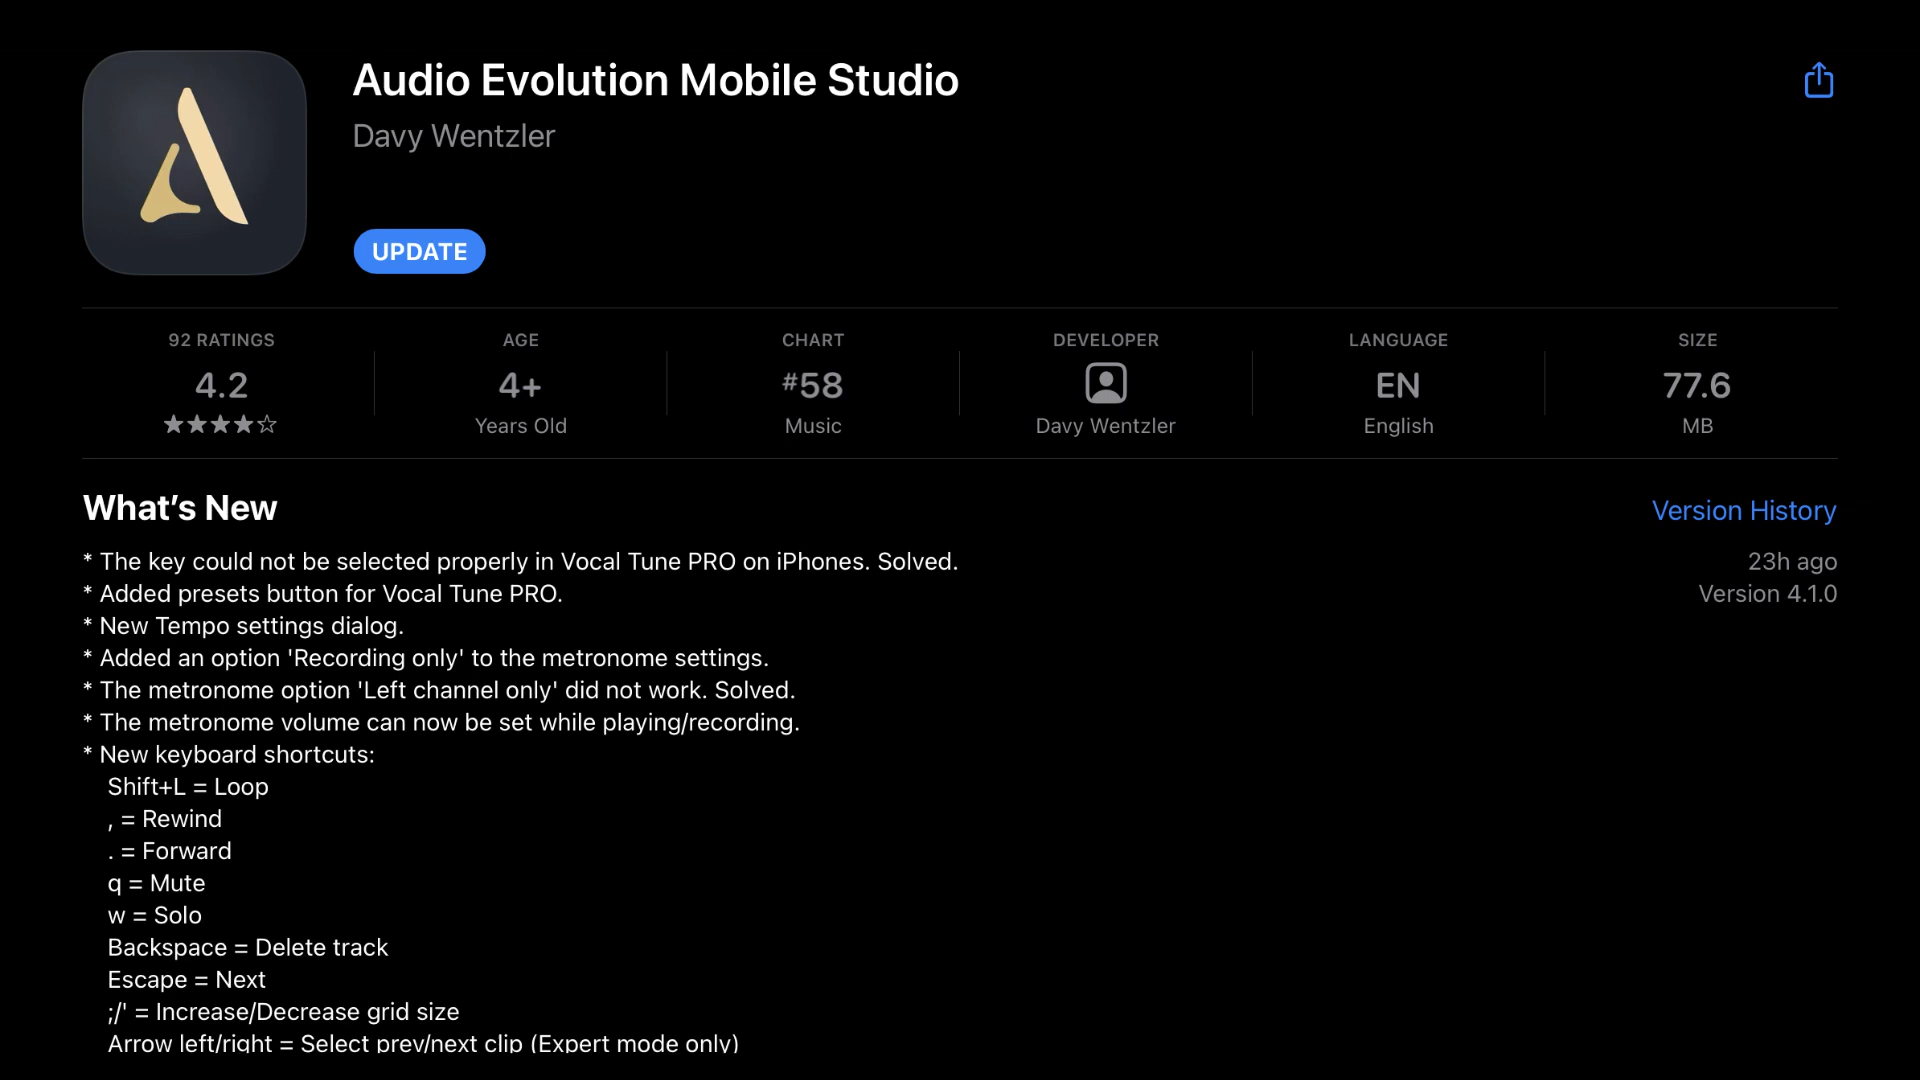 Audio Evolution Mobile Studio
Davy Wentzler
UPDATE
92 RATINGS
4.2
AGE
4+
Years Old
CHART
#58
Music
DEVELOPER
Davy Wentzler
LANGUAGE
EN
English
SIZE
77.6
MB
What’s New
Version History
23h ago
Version 4.1.0
* The key could not be selected properly in Vocal Tune PRO on iPhones. Solved.
* Added presets button for Vocal Tune PRO.
* New Tempo settings dialog.
* Added an option 'Recording only' to the metronome settings.
* The metronome option 'Left channel only' did not work. Solved.
* The metronome volume can now be set while playing/recording.
* New keyboard shortcuts:
Shift+L = Loop
, = Rewind
. = Forward
q = Mute
w = Solo
Backspace = Delete track
Escape = Next
;/' = Increase/Decrease grid size
Arrow left/right = Select prev/next clip (Expert mode only)